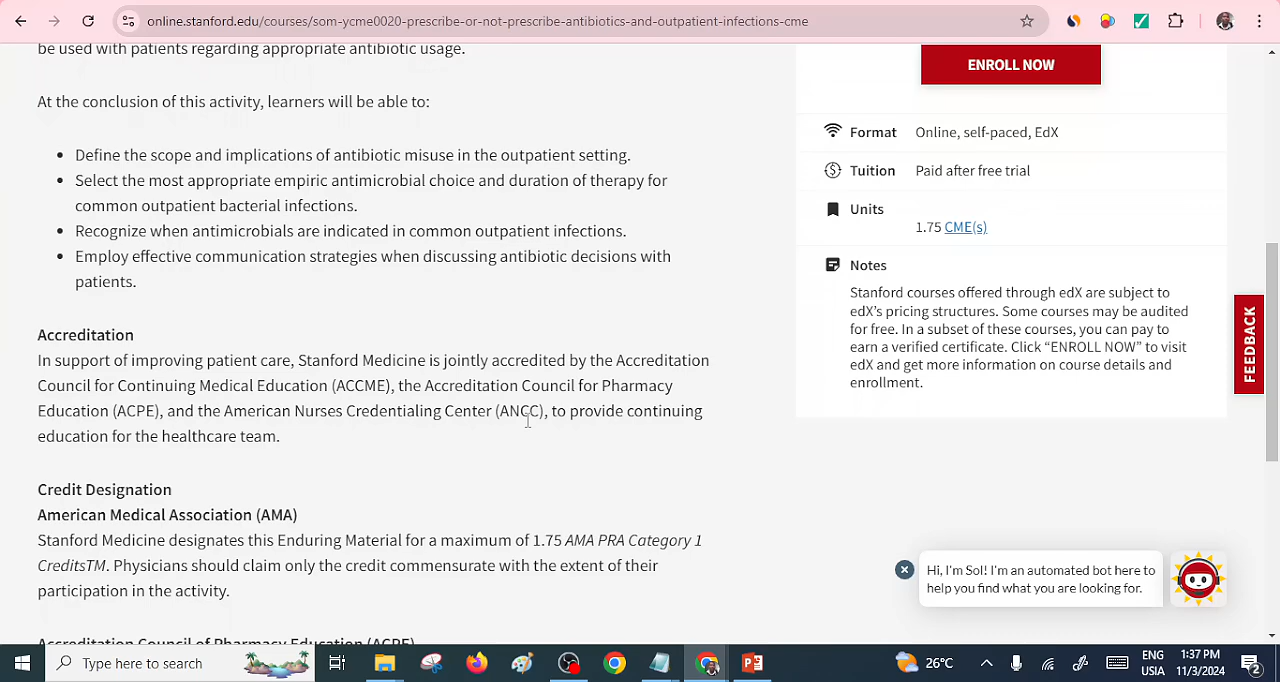 online.stanford.edu/courses/som-ycme0020-prescribe-or-not-prescribe-antibiotics-and-outpatient-infections-cme
be used with patients regarding appropriate antibiotic usage.
At the conclusion of this activity, learners will be able to:
Define the scope and implications of antibiotic misuse in the outpatient setting.
Select the most appropriate empiric antimicrobial choice and duration of therapy for
common outpatient bacterial infections.
Recognize when antimicrobials are indicated in common outpatient infections.
Employ effective communication strategies when discussing antibiotic decisions with
patients.
Accreditation
In support of improving patient care, Stanford Medicine is jointly accredited by the Accreditation
Council for Continuing Medical Education (ACCME), the Accreditation Council for Pharmacy
Education (ACPE), and the American Nurses Credentialing Center (ANCC), to provide continuing
education for the healthcare team.
Credit Designation
American Medical Association (AMA)
Stanford Medicine designates this Enduring Material for a maximum of 1.75 AMA PRA Category 1
CreditsTM. Physicians should claim only the credit commensurate with the extent of their
participation in the activity.
Accreditation Council of Pharmacy Education (ACPE)
ENROLL NOW
Format Online, self-paced, EdX
Tuition Paid after free trial
Units
1.75 CME(s)
Notes
Stanford courses offered through edX are subject to
edX's pricing structures. Some courses may be audited
for free. In a subset of these courses, you can pay to
earn a verified certificate. Click “ENROLL NOW” to visit
edX and get more information on course details and
enrollment.
FEEDBACK
Hi, I'm Sol! I'm an automated bot here to
help you find what you are looking for.
Type here to search
26°C
ENG
USIA
1:37 PM
11/3/2024
2